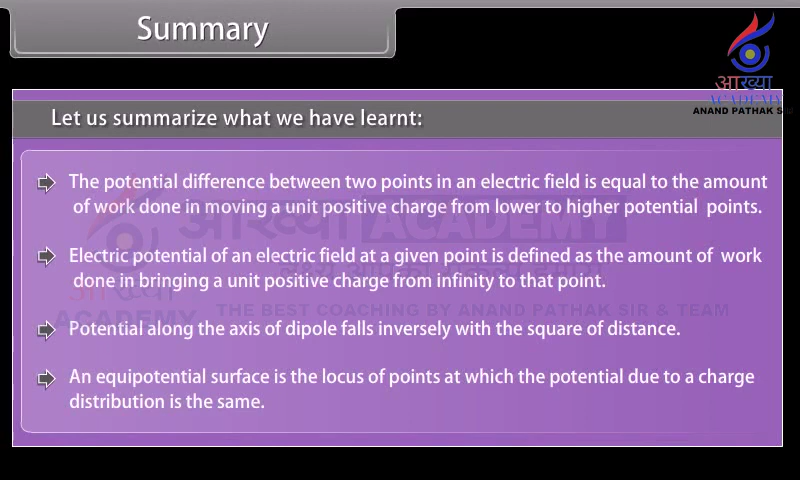 Summary
आख्या
ACADEMY
ANAND PATHAK SIR
Let us summarize what we have learnt:
The potential difference between two points in an electric field is equal to the amount
of work done in moving a unit positive charge from lower to higher potential points.
Electric potential of an electric field at a given point is defined as the amount of work
done in bringing a unit positive charge from infinity to that point.
Potential along the axis of dipole falls inversely with the square of distance.
An equipotential surface is the locus of points at which the potential due to a charge
distribution is the same.
आख्या ACADEMY
आख्या
ACADEMY
THE BEST COACHING BY ANAND PATHAK SIR & TEAM